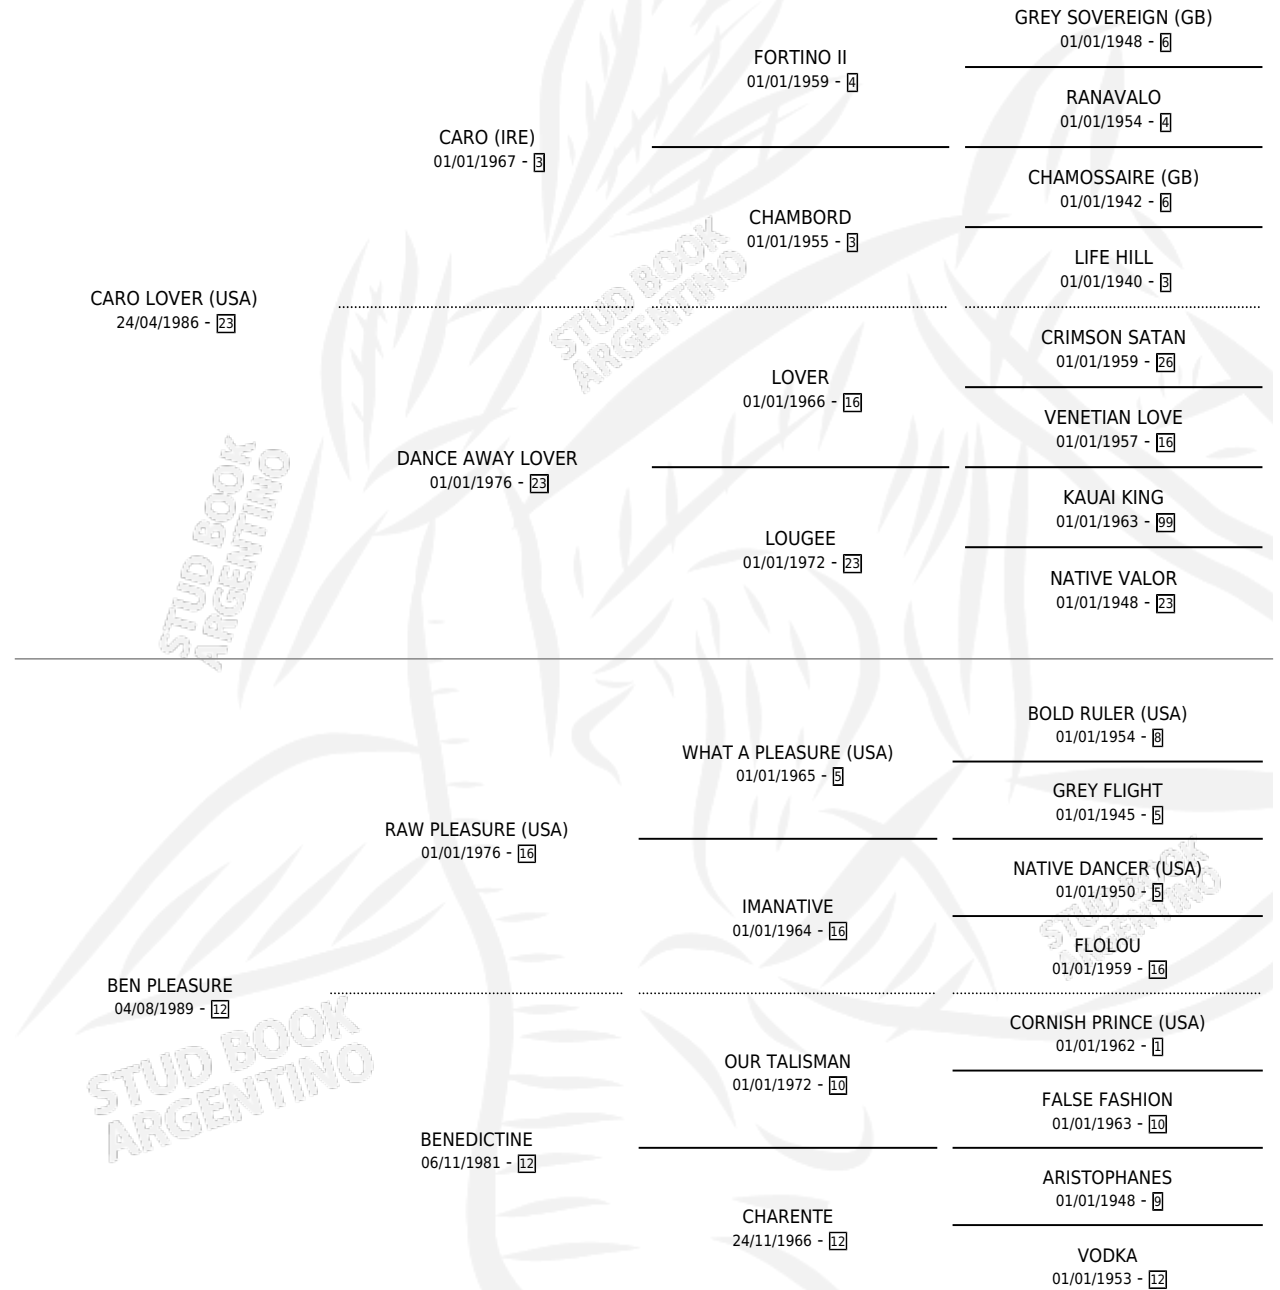 GREY SOVEREIGN (GB)
01/01/1948 - 6
FORTINO II
01/01/1959 - 4
RANAVALO
01/01/1954 - 4
CARO (IRE)
01/01/1967 - 3
CHAMOSSAIRE (GB)
01/01/1942 - 6
CHAMBORD
01/01/1955 - 3
LIFE HILL
01/01/1940 - 3
CARO LOVER (USA)
24/04/1986 - 23
CRIMSON SATAN
01/01/1959 - 26
LOVER
01/01/1966 - 16
VENETIAN LOVE
01/01/1957 - 16
DANCE AWAY LOVER
01/01/1976 - 23
KAUAI KING
01/01/1963 - 99
LOUGEE
01/01/1972 - 23
NATIVE VALOR
01/01/1948 - 23
STUD BOOK
ARGENTINO
STUD BOOK
ARGENTINO
BOLD RULER (USA)
01/01/1954 - 8
WHAT A PLEASURE (USA)
01/01/1965 - 5
GREY FLIGHT
01/01/1945 - 5
RAW PLEASURE (USA)
01/01/1976 - 16
NATIVE DANCER (USA)
01/01/1950 - 5
IMANATIVE
01/01/1964 - 16
FLOLOU
01/01/1959 - 16
STUD BOOK
ARGENTINO
BEN PLEASURE
04/08/1989 - 12
CORNISH PRINCE (USA)
01/01/1962 - 1
OUR TALISMAN
01/01/1972 - 10
FALSE FASHION
01/01/1963 - 10
BENEDICTINE
06/11/1981 - 12
ARISTOPHANES
01/01/1948 - 9
CHARENTE
24/11/1966 - 12
VODKA
01/01/1953 - 12
STUD BOOK
ARGENTINO